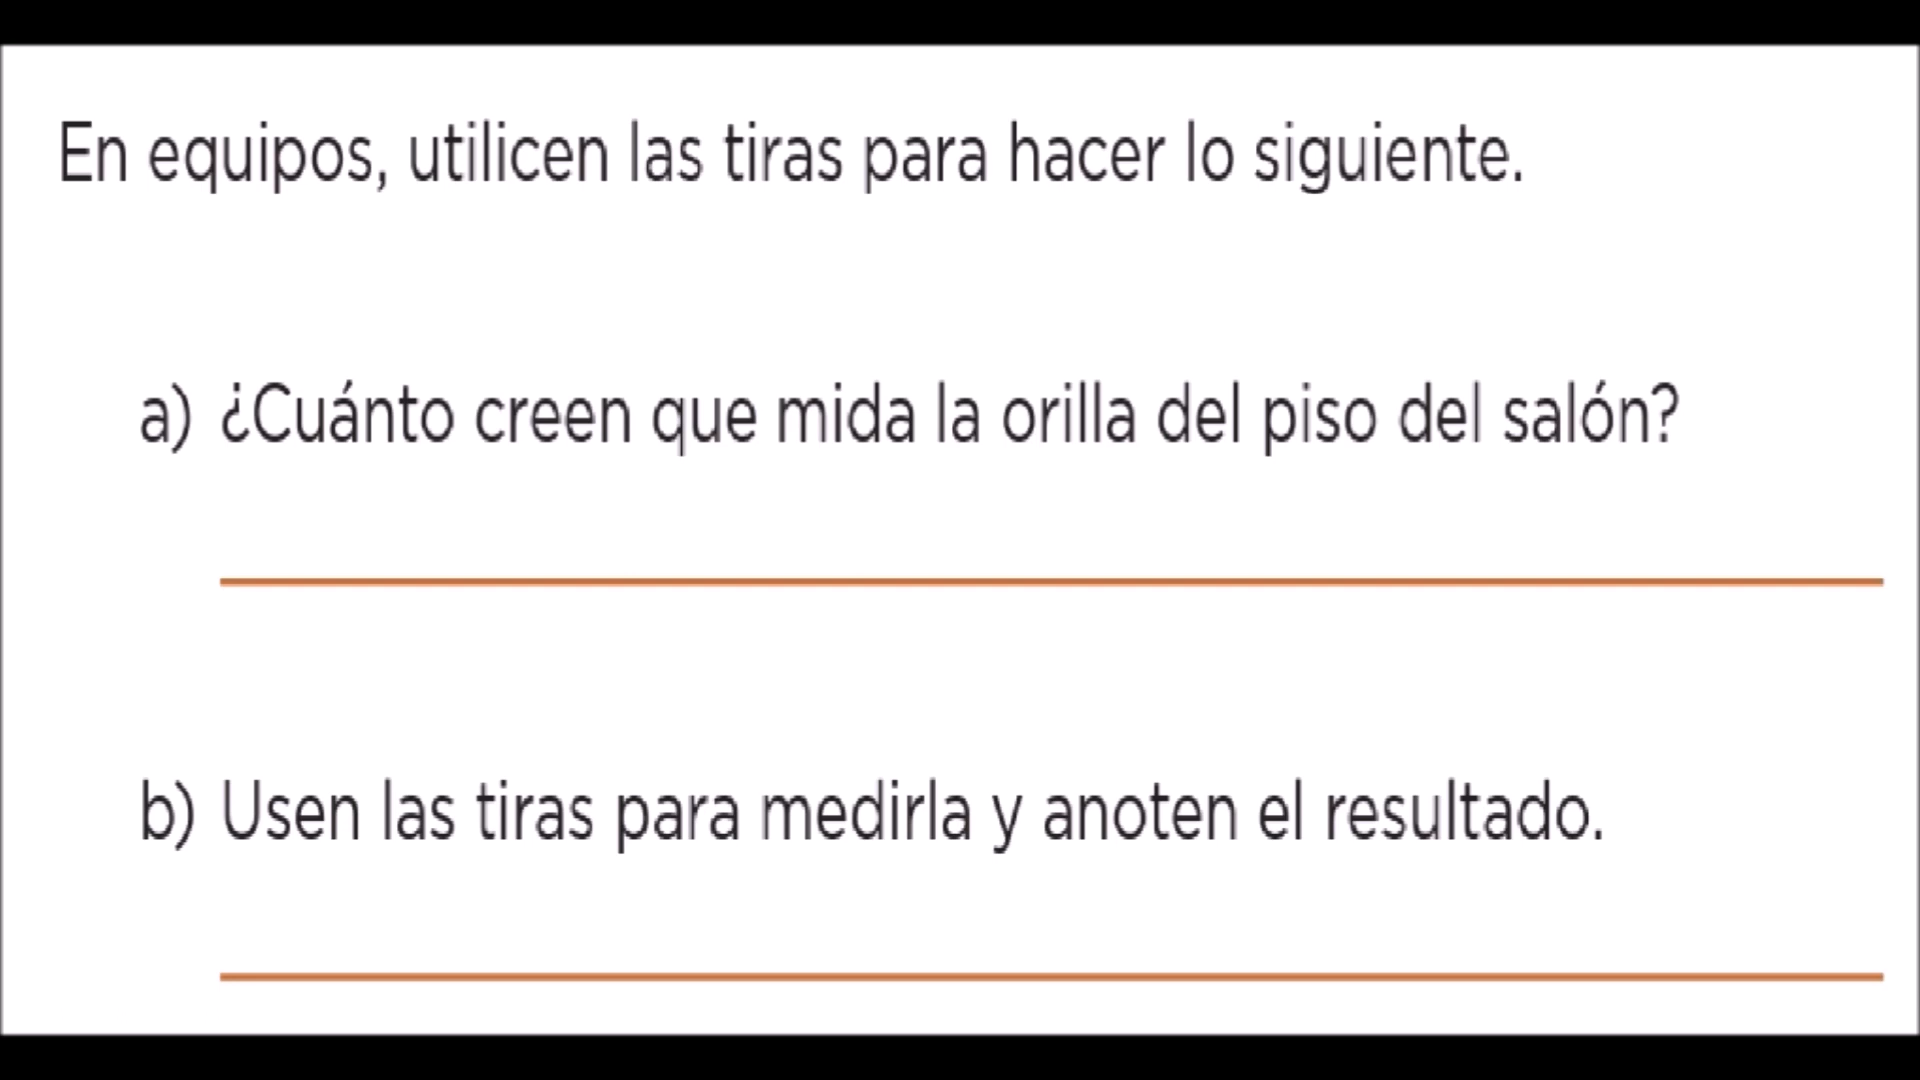 En equipos, utilicen las tiras para hacer lo siguiente.
a) ¿Cuánto creen que mida la orilla del piso del salón?
b) Usen las tiras para medirla y anoten el resultado.